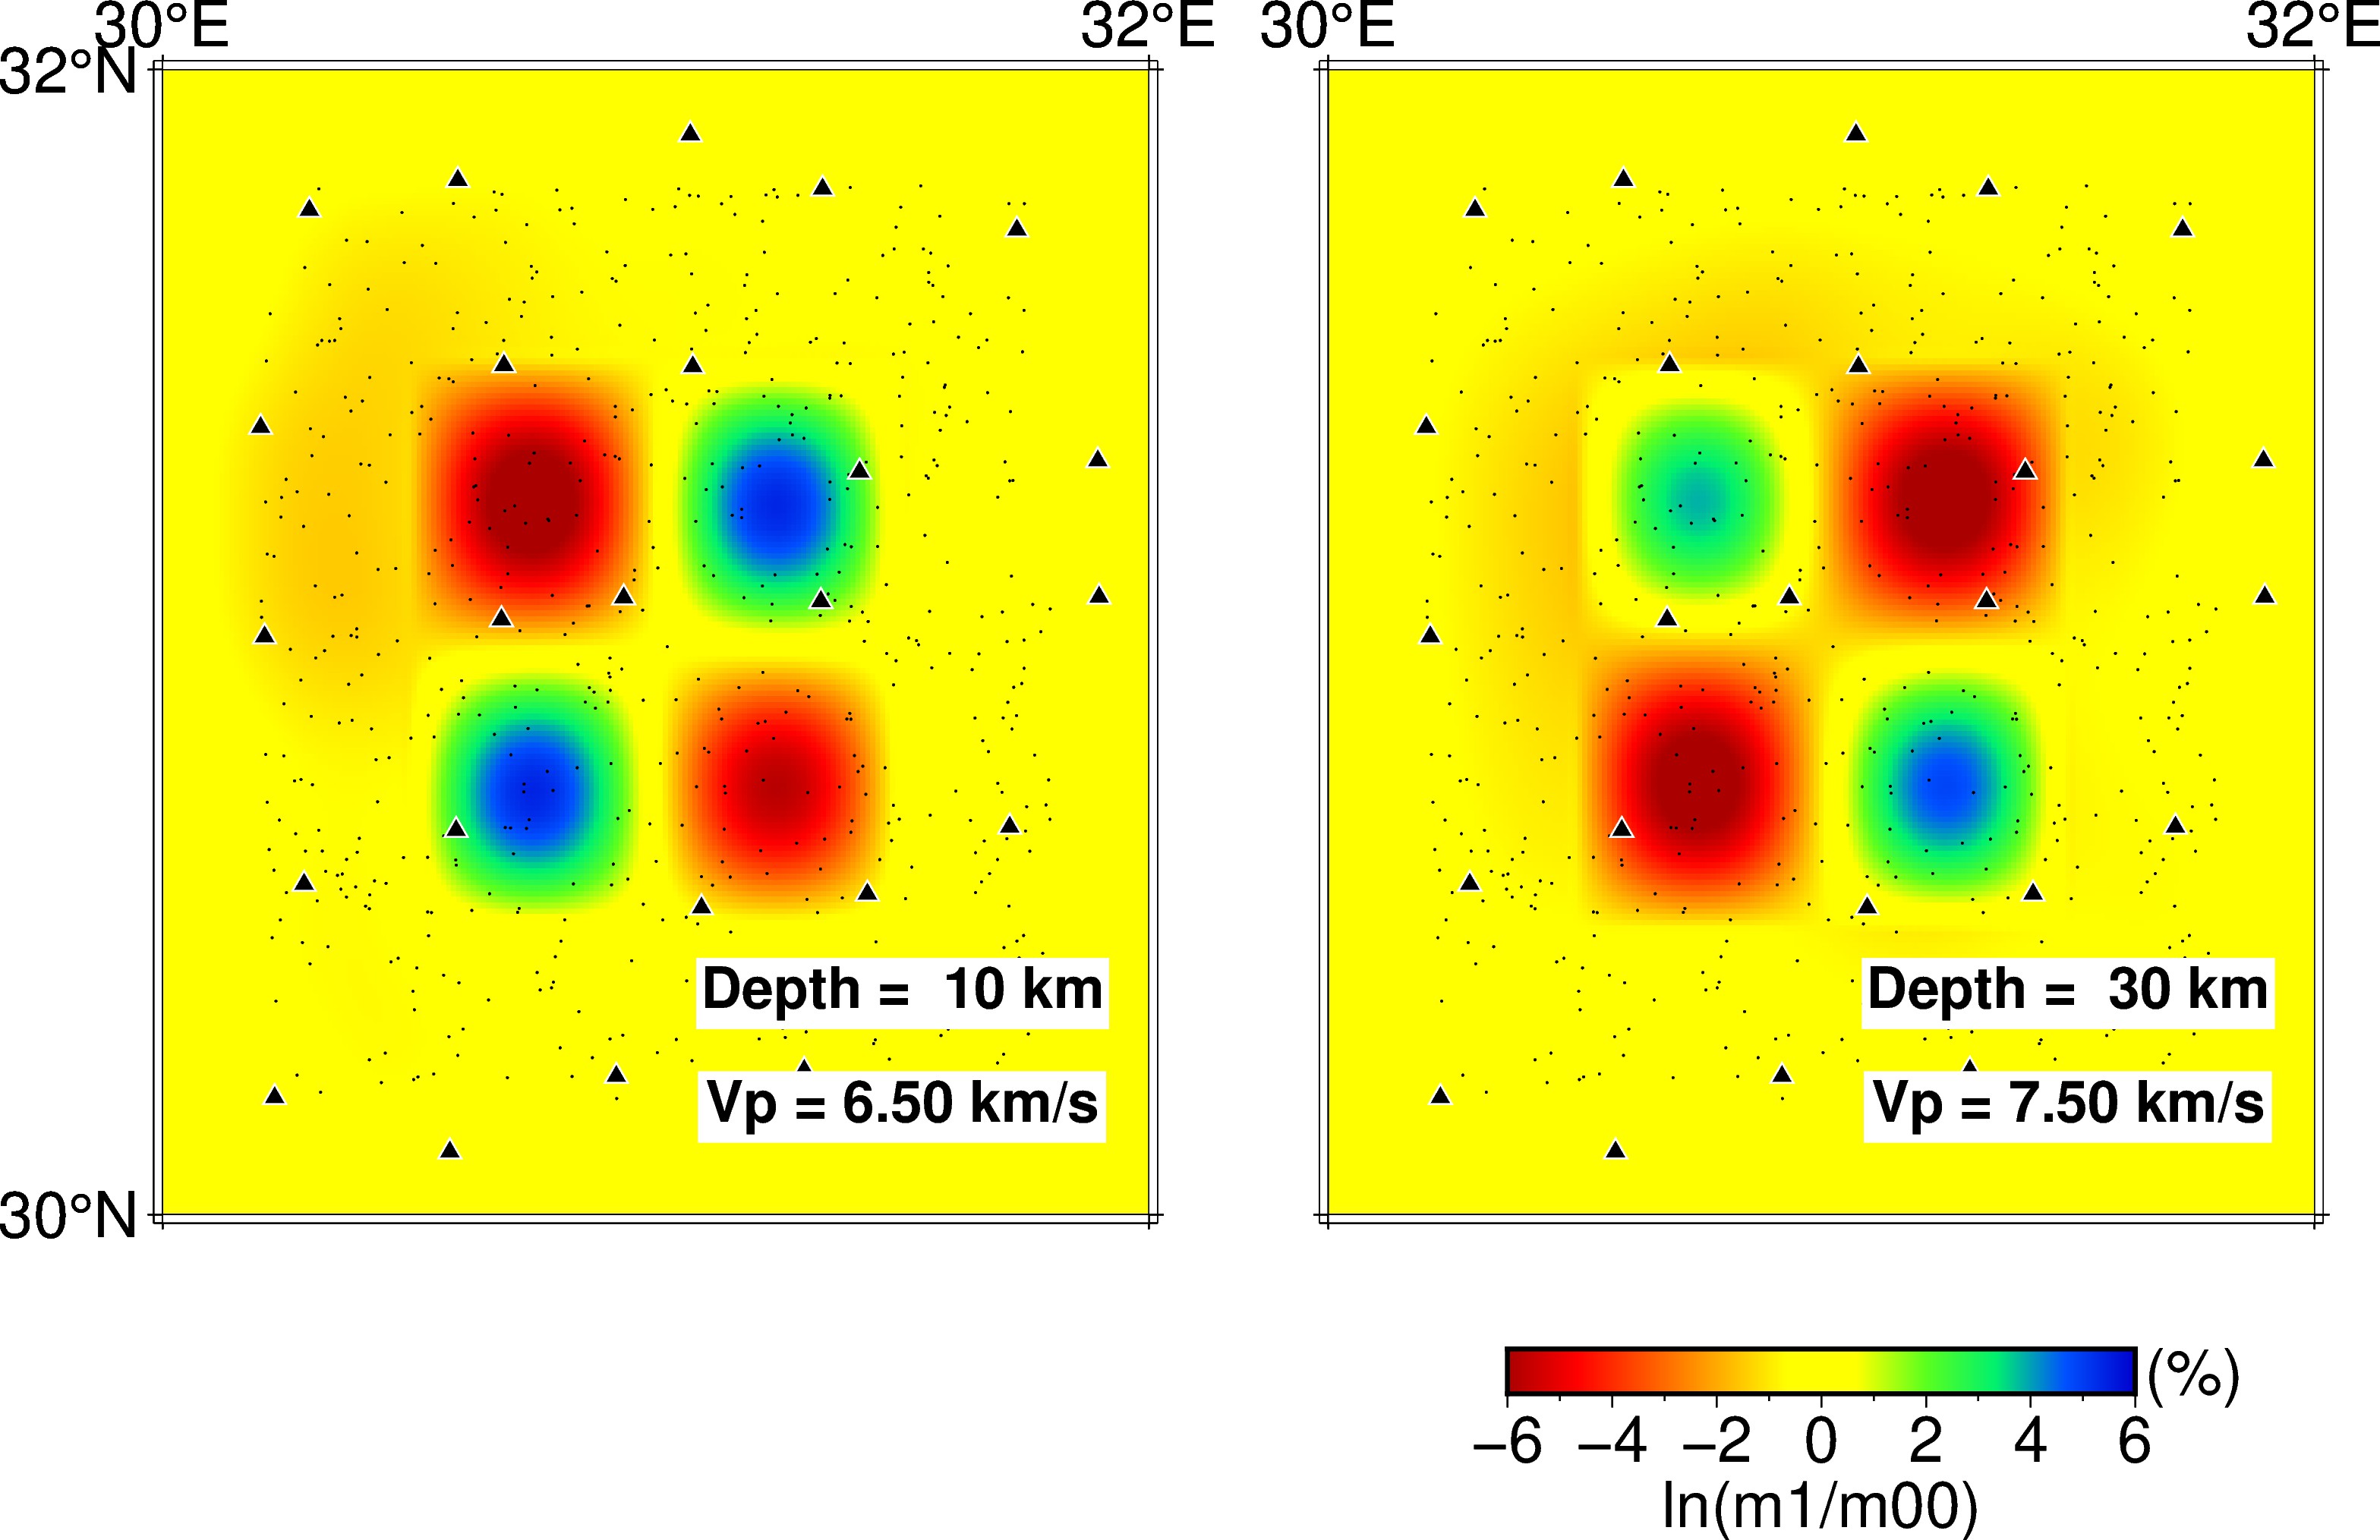 30°E 32°E 30°E 32°E
32°N
Depth = 10 km Depth = 30 km
Vp = 6.50 km/s Vp = 7.50 km/s
30°N
(%)
−6 −4 −2 0 2 4 6
ln(m1/m00)